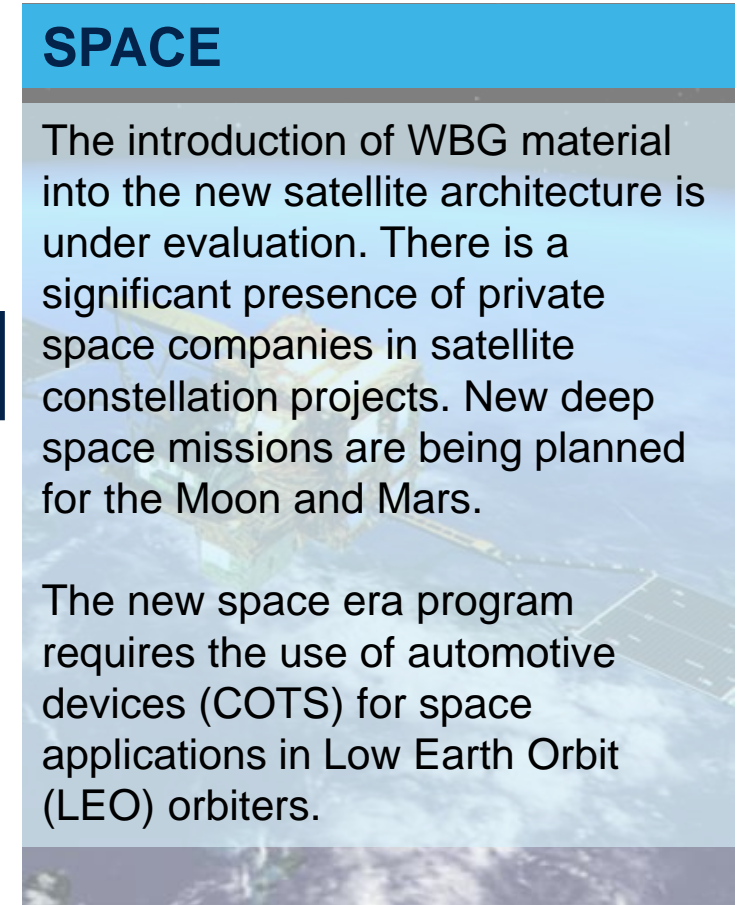 SPACE
The introduction of WBG material
into the new satellite architecture is
under evaluation. There is a
significant presence of private
space companies in satellite
constellation projects. New deep
space missions are being planned
for the Moon and Mars.
The new space era program
requires the use of automotive
devices (COTS) for space
applications in Low Earth Orbit
(LEO) orbiters.